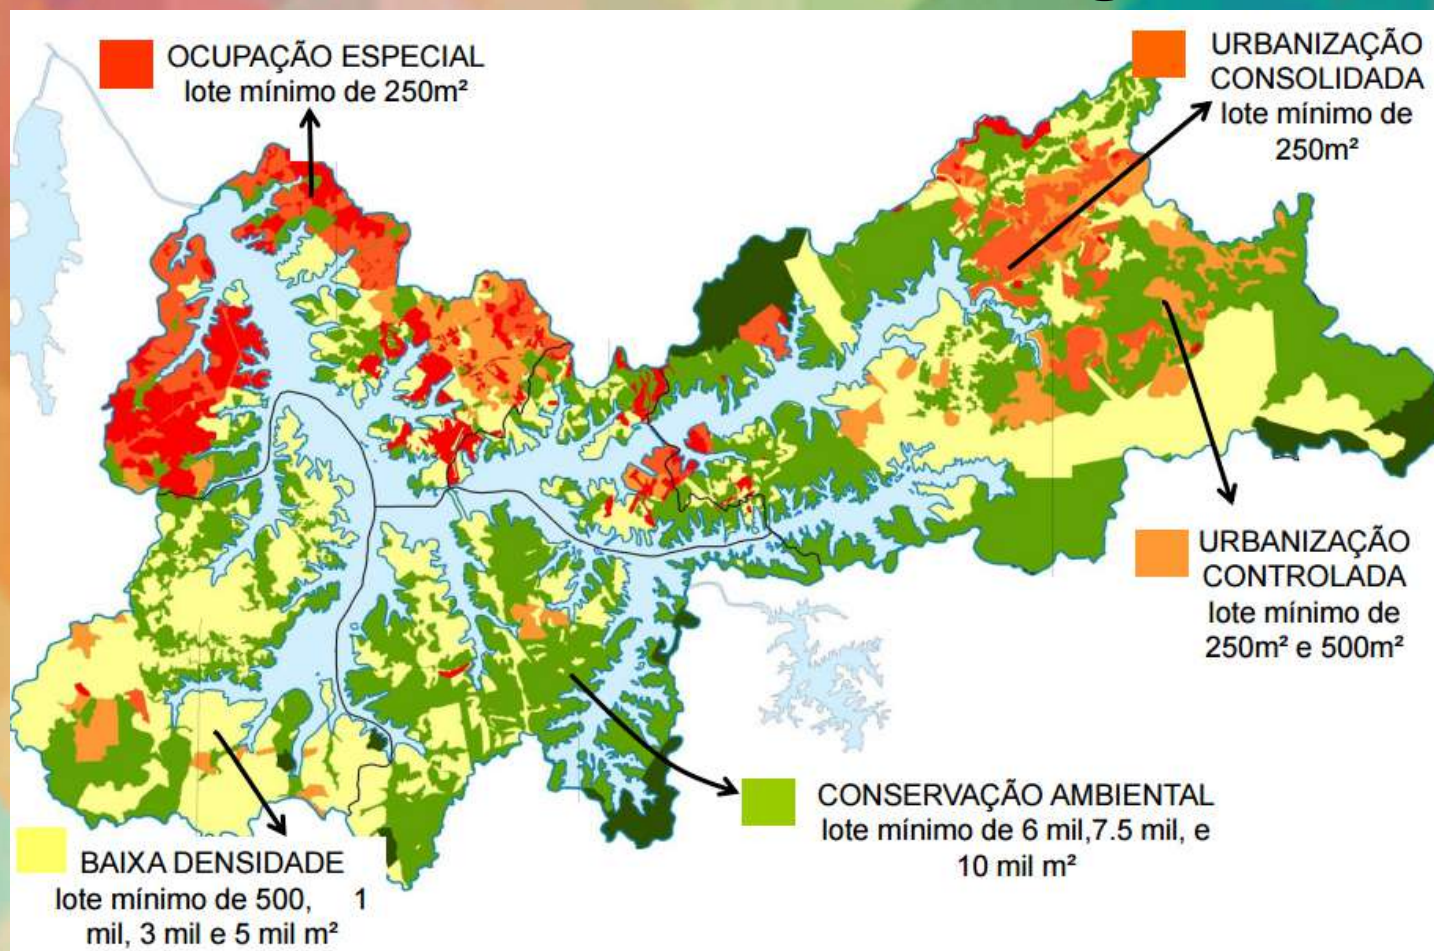 OCUPAÇÃO ESPECIAL
lote mínimo de 250m²
URBANIZAÇÃO
CONSOLIDADA
lote mínimo de
250m²
URBANIZAÇÃO
CONTROLADA
lote mínimo de
250m² e 500m²
CONSERVAÇÃO AMBIENTAL
lote mínimo de 6 mil,7.5 mil, e
10 mil m²
BAIXA DENSIDADE
lote mínimo de 500, 1
mil, 3 mil e 5 mil m²